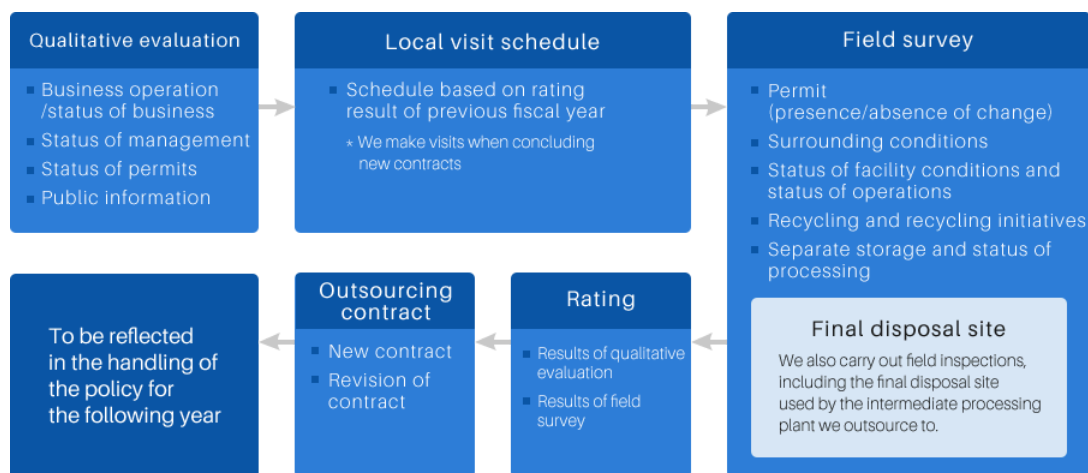 Qualitative evaluation
Business operation
/status of business
Status of management
Status of permits
Public information
Local visit schedule
Schedule based on rating
result of previous fiscal year
* We make visits when concluding
new contracts
Field survey
Permit
(presence/absence of change)
Surrounding conditions
Status of facility conditions and
status of operations
Recycling and recycling initiatives
Separate storage and status of
processing
Final disposal site
We also carry out field inspections,
including the final disposal site
used by the intermediate processing
plant we outsource to.
Rating
Results of qualitative
evaluation
Results of field
survey
Outsourcing
contract
New contract
Revision of
contract
To be reflected
in the handling of
the policy for
the following year